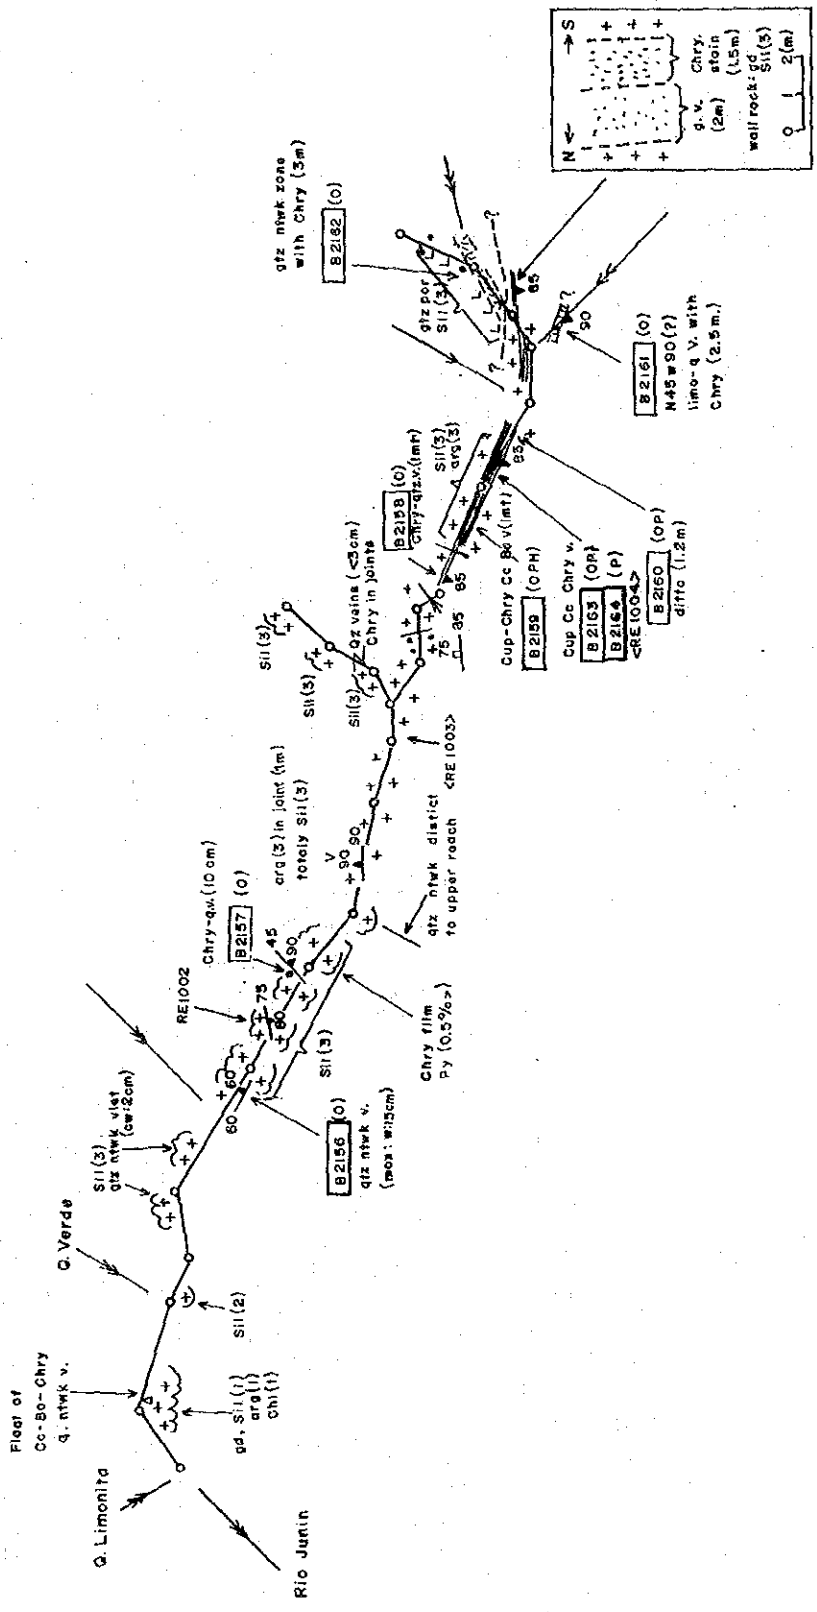 Float of
Cc-Bo-Chry
q. ntwk v.
Q. Limonita
Rio Junin
gd, Sil(1)
arg(1)
Chl(1)
Q. Verde
Sil(2)
Sil(3)
qtz ntwk vlet
(cw:2cm)
60
60
B2156 (O)
qtz ntwk v.
(max: w:15cm)
RE1002
75
80
Sil(3)
Chry-q.v.(10cm)
B2157 (O)
45
90
Chry film
Py (0.5%>)
qtz ntwk district
to upper reach
arg(3) in joint (1m)
totaly Sil(3)
V
90
90
<RE1003>
Sil(3)
Sil(3)
Sil(3)
Qz veins (<3cm)
Chry in joints
75
85
B2158 (O)
Chry-qtz.v.(1m±)
85
Sil(3)
arg(3)
Cup-Chry Cc Bo v(1m±)
B2159 (OPH)
Cup Cc Chry v.
B2163 (OP)
B2164 (P)
<RE1004>
85
B2160 (OP)
ditto (1.2m)
qtz ntwk zone
with Chry (3m)
B2162 (O)
qtz por
Sil(3)
L
L
L
L
V
?
?
85
?
90
B2161 (O)
N45W90(?)
limo-q V. with
Chry (2.5m.)
N ← → S
q. v.
(2m)
Chry.
stain
(1.5m)
wall rock: gd
Sil(3)
0 1 2(m)